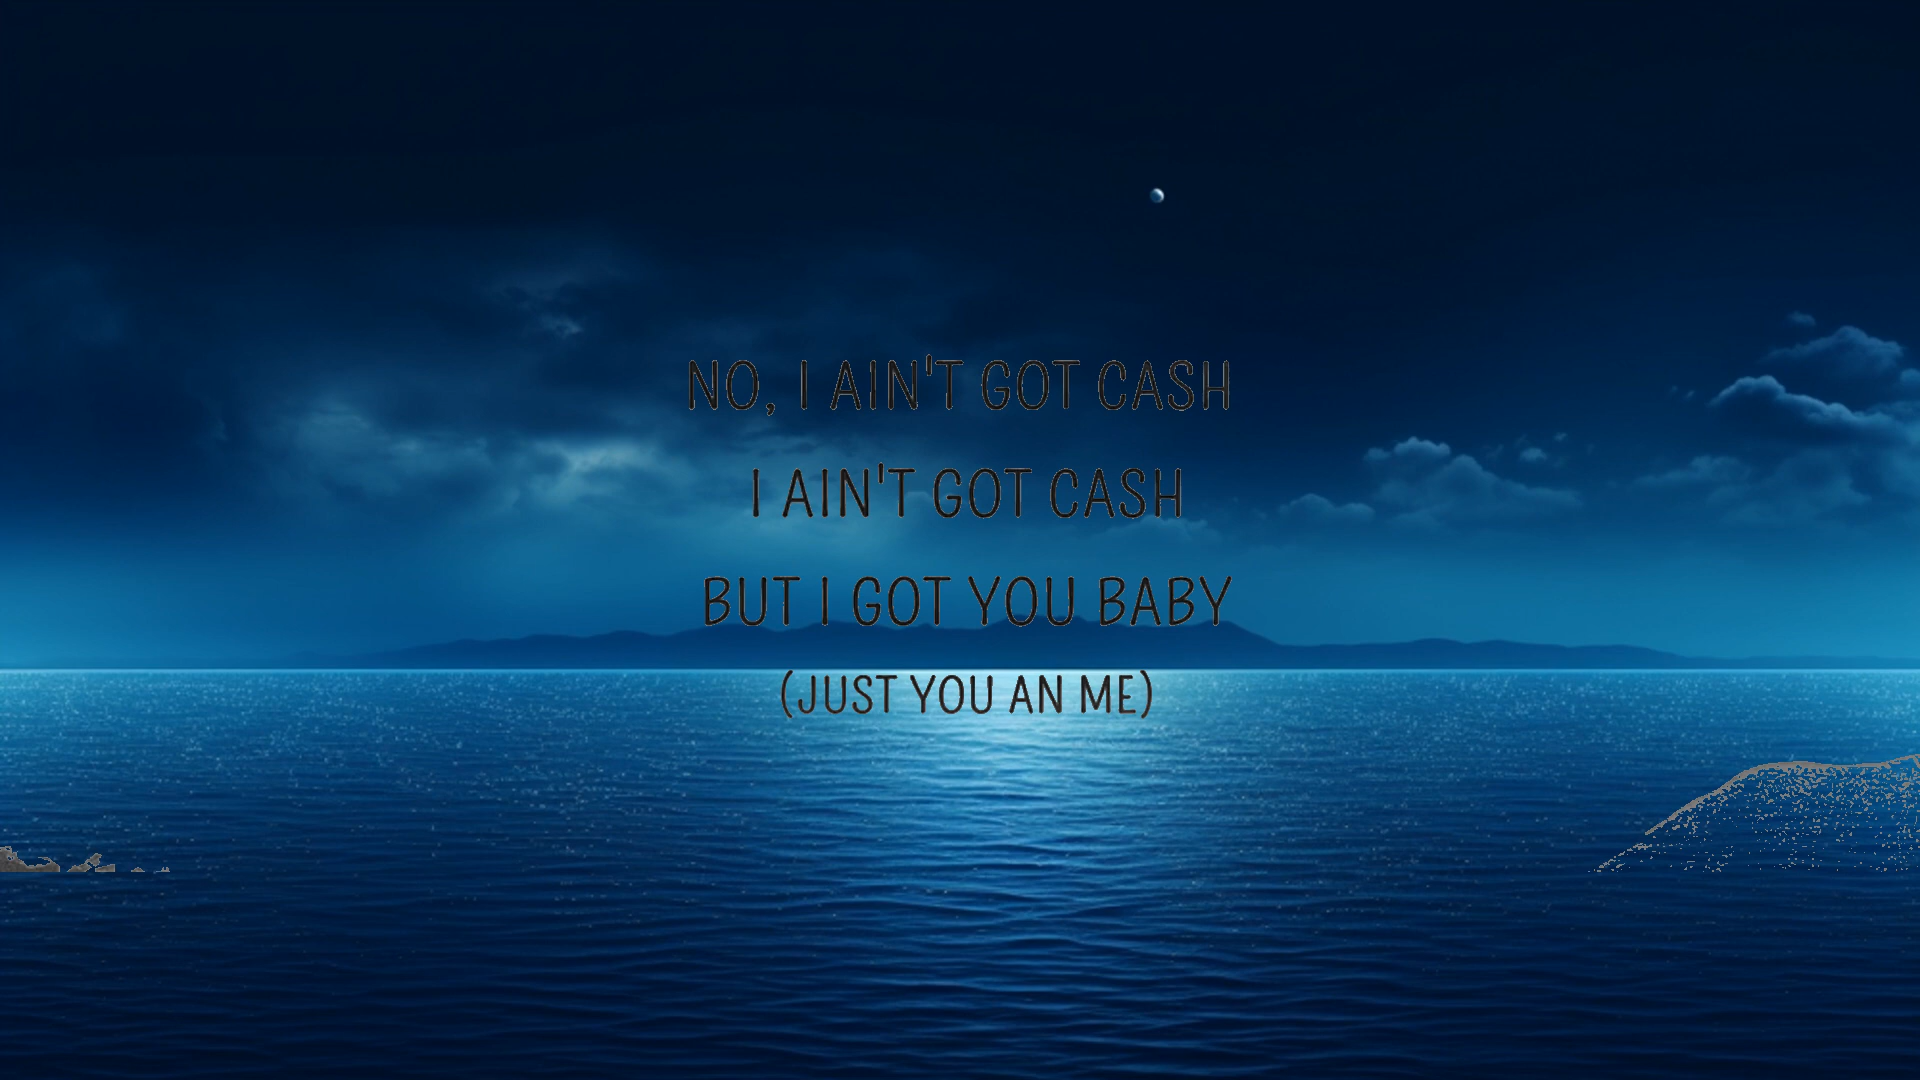 NO, I AIN'T GOT CASH
I AIN'T GOT CASH
BUT I GOT YOU BABY
(JUST YOU AN ME)